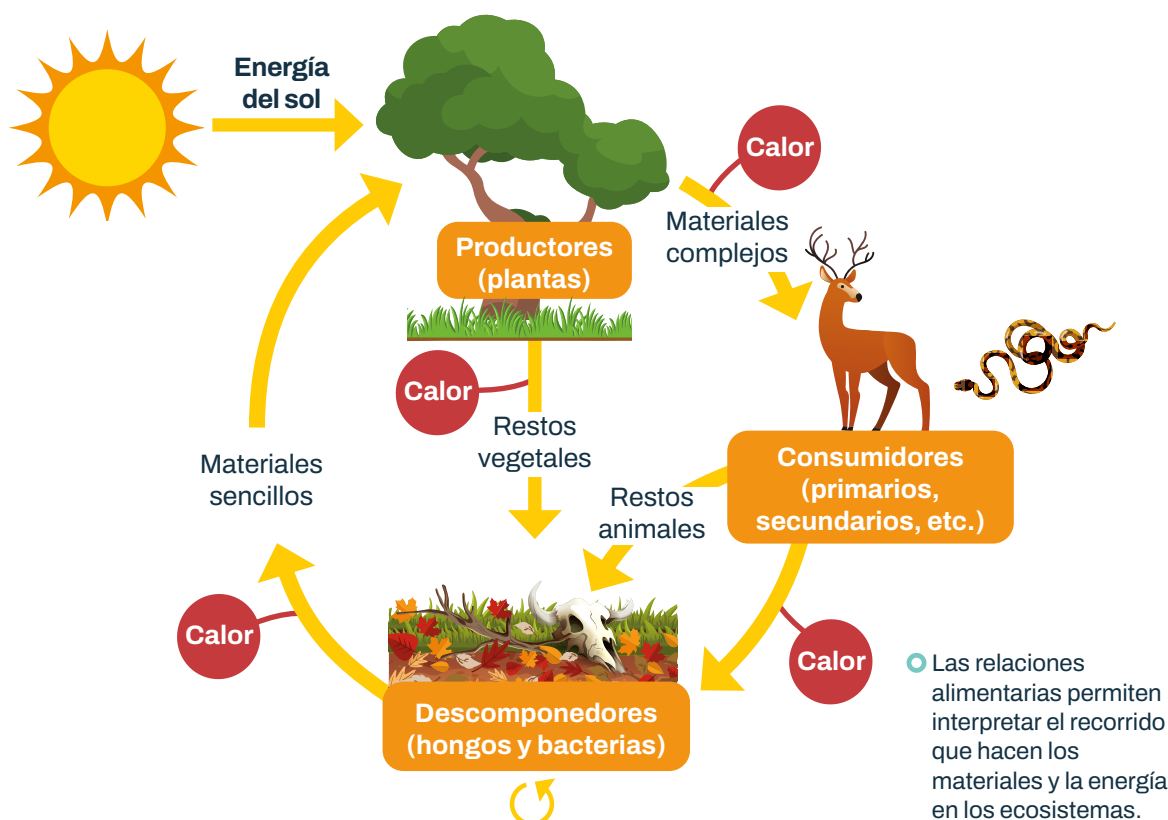 Energía
del sol
Calor
Materiales
complejos
Productores
(plantas)
Calor
Restos
vegetales
Materiales
sencillos
Consumidores
(primarios,
secundarios, etc.)
Restos
animales
Calor
Calor
Descomponedores
(hongos y bacterias)
Las relaciones
alimentarias permiten
interpretar el recorrido
que hacen los
materiales y la energía
en los ecosistemas.